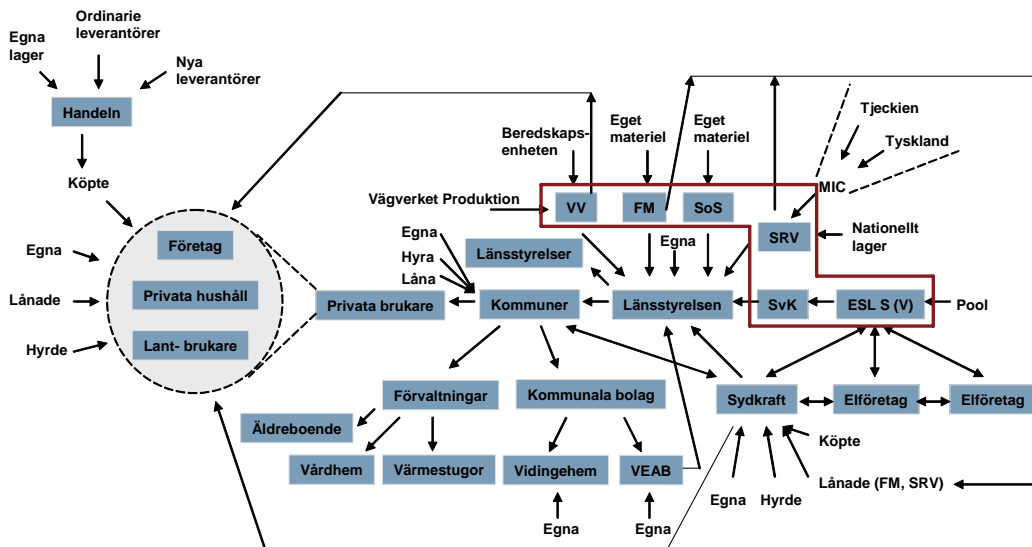 Ordinarie
leverantörer
Egna
lager
Nya
leverantörer
Handeln
Köpte
Tjeckien
Tyskland
Beredskaps-
enheten
Eget
materiel
Eget
materiel
MIC
Vägverket Produktion
VV
FM
SoS
SRV
Nationellt
lager
Egna
Företag
Egna
Hyra
Låna
Länsstyrelser
Egna
Lånade
Privata hushåll
Privata brukare
Kommuner
Länsstyrelsen
SvK
ESL S (V)
Pool
Hyrde
Lant- brukare
Förvaltningar
Kommunala bolag
Sydkraft
Elföretag
Elföretag
Äldreboende
Köpte
Vårdhem
Värmestugor
Vidingehem
VEAB
Lånade (FM, SRV)
Egna
Hyrde
Egna
Egna